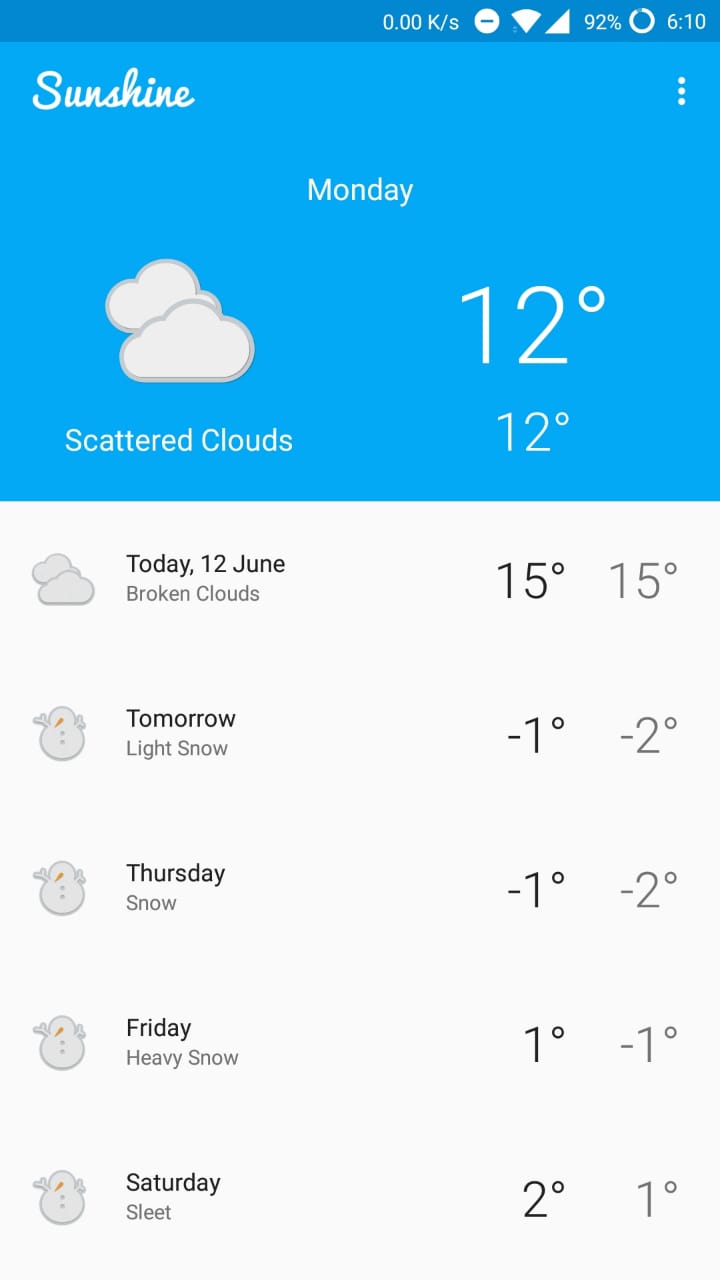 0.00 K/s 92% 6:10
Sunshine
Monday
12°
12°
Scattered Clouds
Today, 12 June
Broken Clouds
15° 15°
Tomorrow
Light Snow
-1° -2°
Thursday
Snow
-1° -2°
Friday
Heavy Snow
1° -1°
Saturday
Sleet
2° 1°